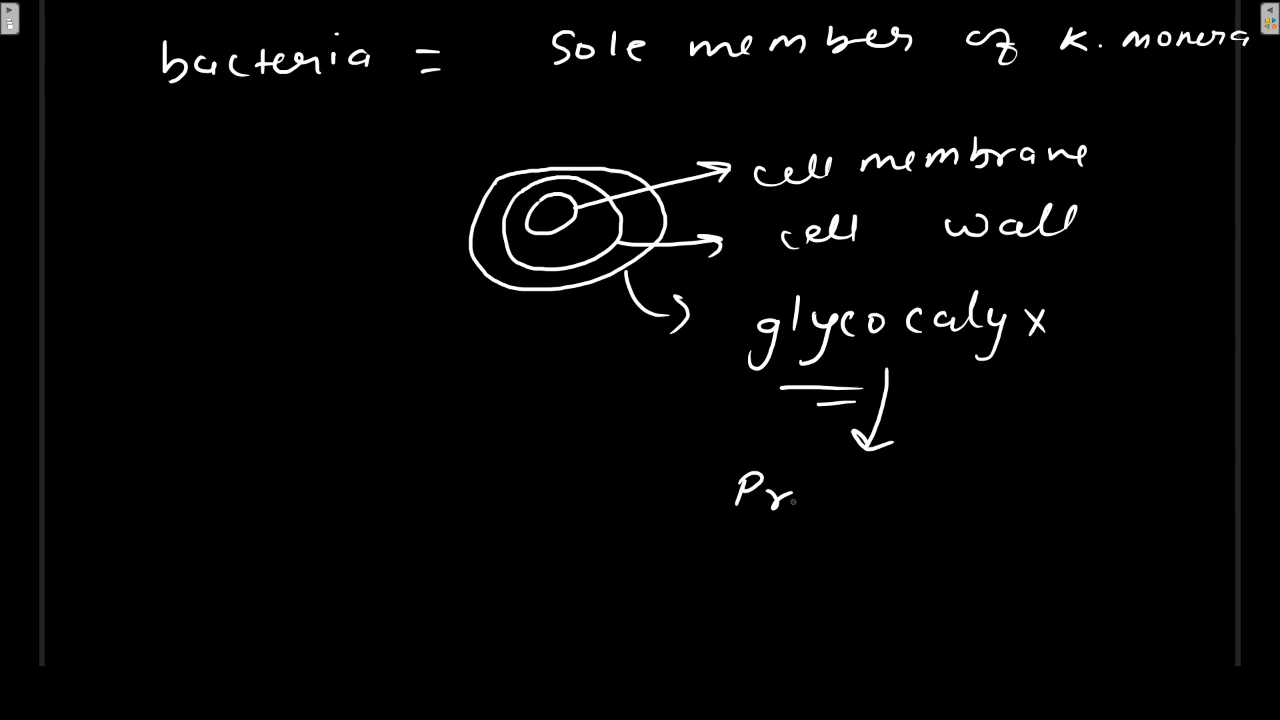 bacteria = Sole member of K. monera
cell membrane
cell wall
glycocalyx
Pr